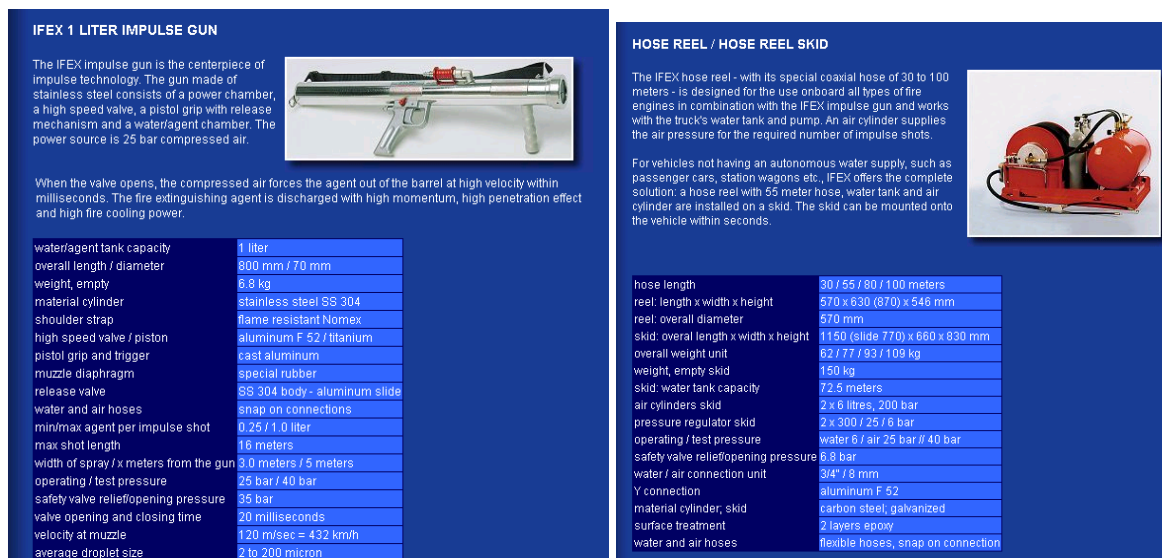 IFEX 1 LITER IMPULSE GUN
The IFEX impulse gun is the centerpiece of
impulse technology. The gun made of
stainless steel consists of a power chamber,
a high speed valve, a pistol grip with release
mechanism and a water/agent chamber. The
power source is 25 bar compressed air.
When the valve opens, the compressed air forces the agent out of the barrel at high velocity within
milliseconds. The fire extinguishing agent is discharged with high momentum, high penetration effect
and high fire cooling power.
water/agent tank capacity 1 liter
overall length / diameter 800 mm / 70 mm
weight, empty 6.8 kg
material cylinder stainless steel SS 304
shoulder strap flame resistant Nomex
high speed valve / piston aluminum F 52 / titanium
pistol grip and trigger cast aluminum
muzzle diaphragm special rubber
release valve SS 304 body - aluminum slide
water and air hoses snap on connections
min/max agent per impulse shot 0.25 / 1.0 liter
max shot length 16 meters
width of spray / x meters from the gun 3.0 meters / 5 meters
operating / test pressure 25 bar / 40 bar
safety valve relief/opening pressure 35 bar
valve opening and closing time 20 milliseconds
velocity at muzzle 120 m/sec = 432 km/h
average droplet size 2 to 200 micron
HOSE REEL / HOSE REEL SKID
The IFEX hose reel - with its special coaxial hose of 30 to 100
meters - is designed for the use onboard all types of fire
engines in combination with the IFEX impulse gun and works
with the truck's water tank and pump. An air cylinder supplies
the air pressure for the required number of impulse shots.
For vehicles not having an autonomous water supply, such as
passenger cars, station wagons etc., IFEX offers the complete
solution: a hose reel with 55 meter hose, water tank and air
cylinder are installed on a skid. The skid can be mounted onto
the vehicle within seconds.
hose length 30 / 55 / 80 / 100 meters
reel: length x width x height 570 x 630 (870) x 546 mm
reel: overall diameter 570 mm
skid: overal length x width x height 1150 (slide 770) x 660 x 830 mm
overall weight unit 62 / 77 / 93 / 109 kg
weight, empty skid 150 kg
skid: water tank capacity 72.5 meters
air cylinders skid 2 x 6 litres, 200 bar
pressure regulator skid 2 x 300 / 25 / 6 bar
operating / test pressure water 6 / air 25 bar // 40 bar
safety valve relief/opening pressure 6.8 bar
water / air connection unit 3/4" / 8 mm
Y connection aluminum F 52
material cylinder; skid carbon steel; galvanized
surface treatment 2 layers epoxy
water and air hoses flexible hoses, snap on connection